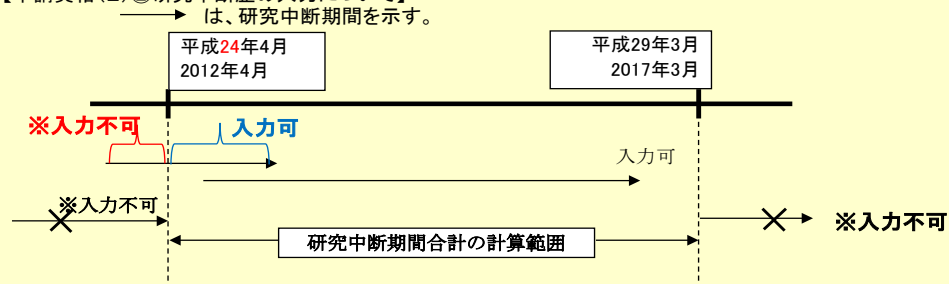 は、研究中断期間を示す。
平成24年4月
2012年4月
平成29年3月
2017年3月
※入力不可
入力可
入力可
※入力不可
※入力不可
研究中断期間合計の計算範囲